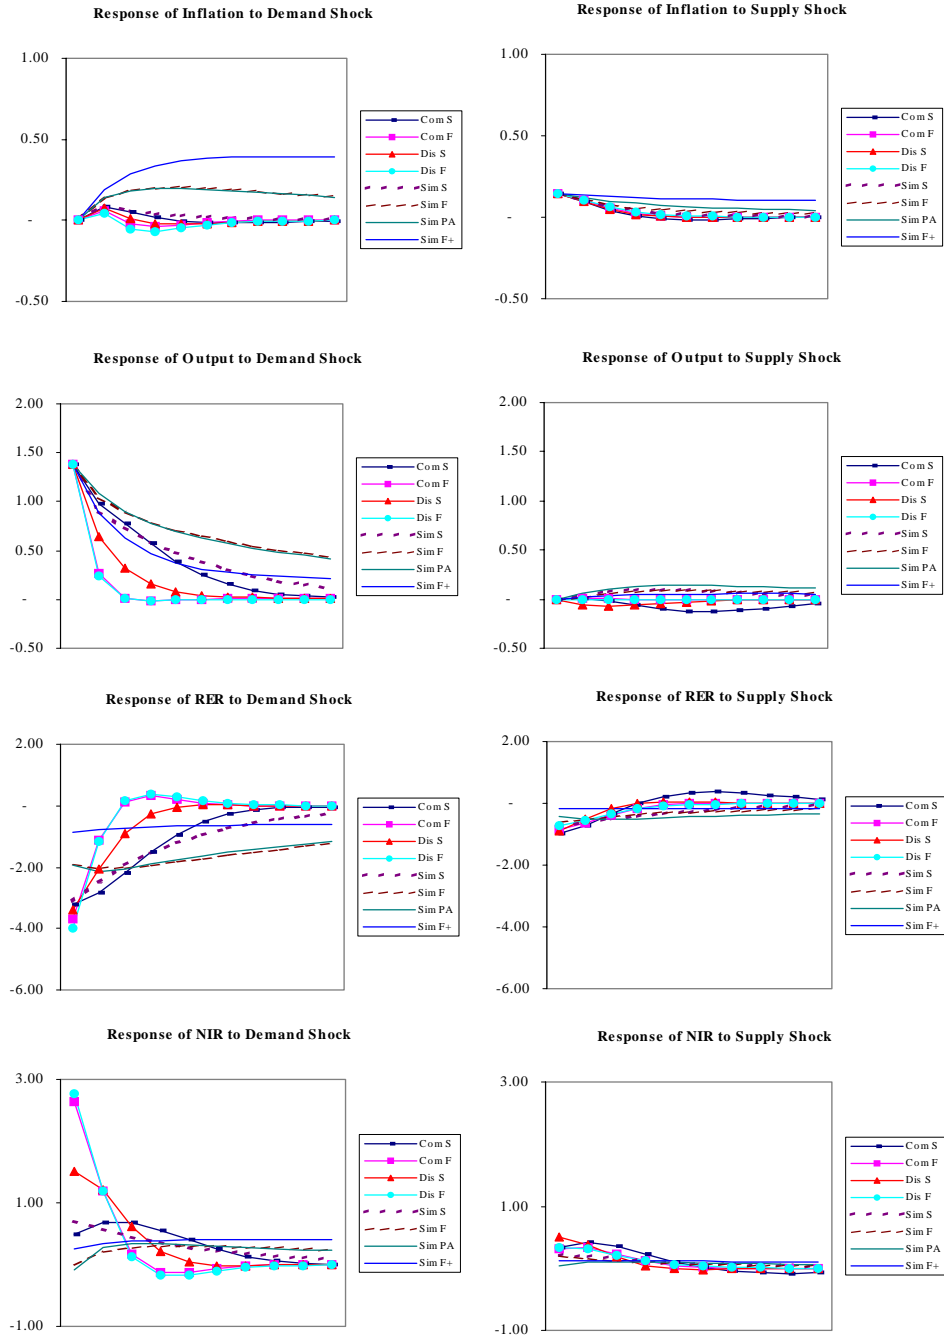 Response of Inflation to Demand Shock
1.00
0.50
-
-0.50
Com S
Com F
Dis S
Dis F
Sim S
Sim F
Sim PA
Sim F+
Response of Inflation to Supply Shock
1.00
0.50
-
-0.50
Com S
Com F
Dis S
Dis F
Sim S
Sim F
Sim PA
Sim F+
Response of Output to Demand Shock
2.00
1.50
1.00
0.50
-
-0.50
Com S
Com F
Dis S
Dis F
Sim S
Sim F
Sim PA
Sim F+
Response of Output to Supply Shock
2.00
1.50
1.00
0.50
-
-0.50
Com S
Com F
Dis S
Dis F
Sim S
Sim F
Sim PA
Sim F+
Response of RER to Demand Shock
2.00
-
-2.00
-4.00
-6.00
Com S
Com F
Dis S
Dis F
Sim S
Sim F
Sim PA
Sim F+
Response of RER to Supply Shock
2.00
-
-2.00
-4.00
-6.00
Com S
Com F
Dis S
Dis F
Sim S
Sim F
Sim PA
Sim F+
Response of NIR to Demand Shock
3.00
1.00
-1.00
Com S
Com F
Dis S
Dis F
Sim S
Sim F
Sim PA
Sim F+
Response of NIR to Supply Shock
3.00
1.00
-1.00
Com S
Com F
Dis S
Dis F
Sim S
Sim F
Sim PA
Sim F+